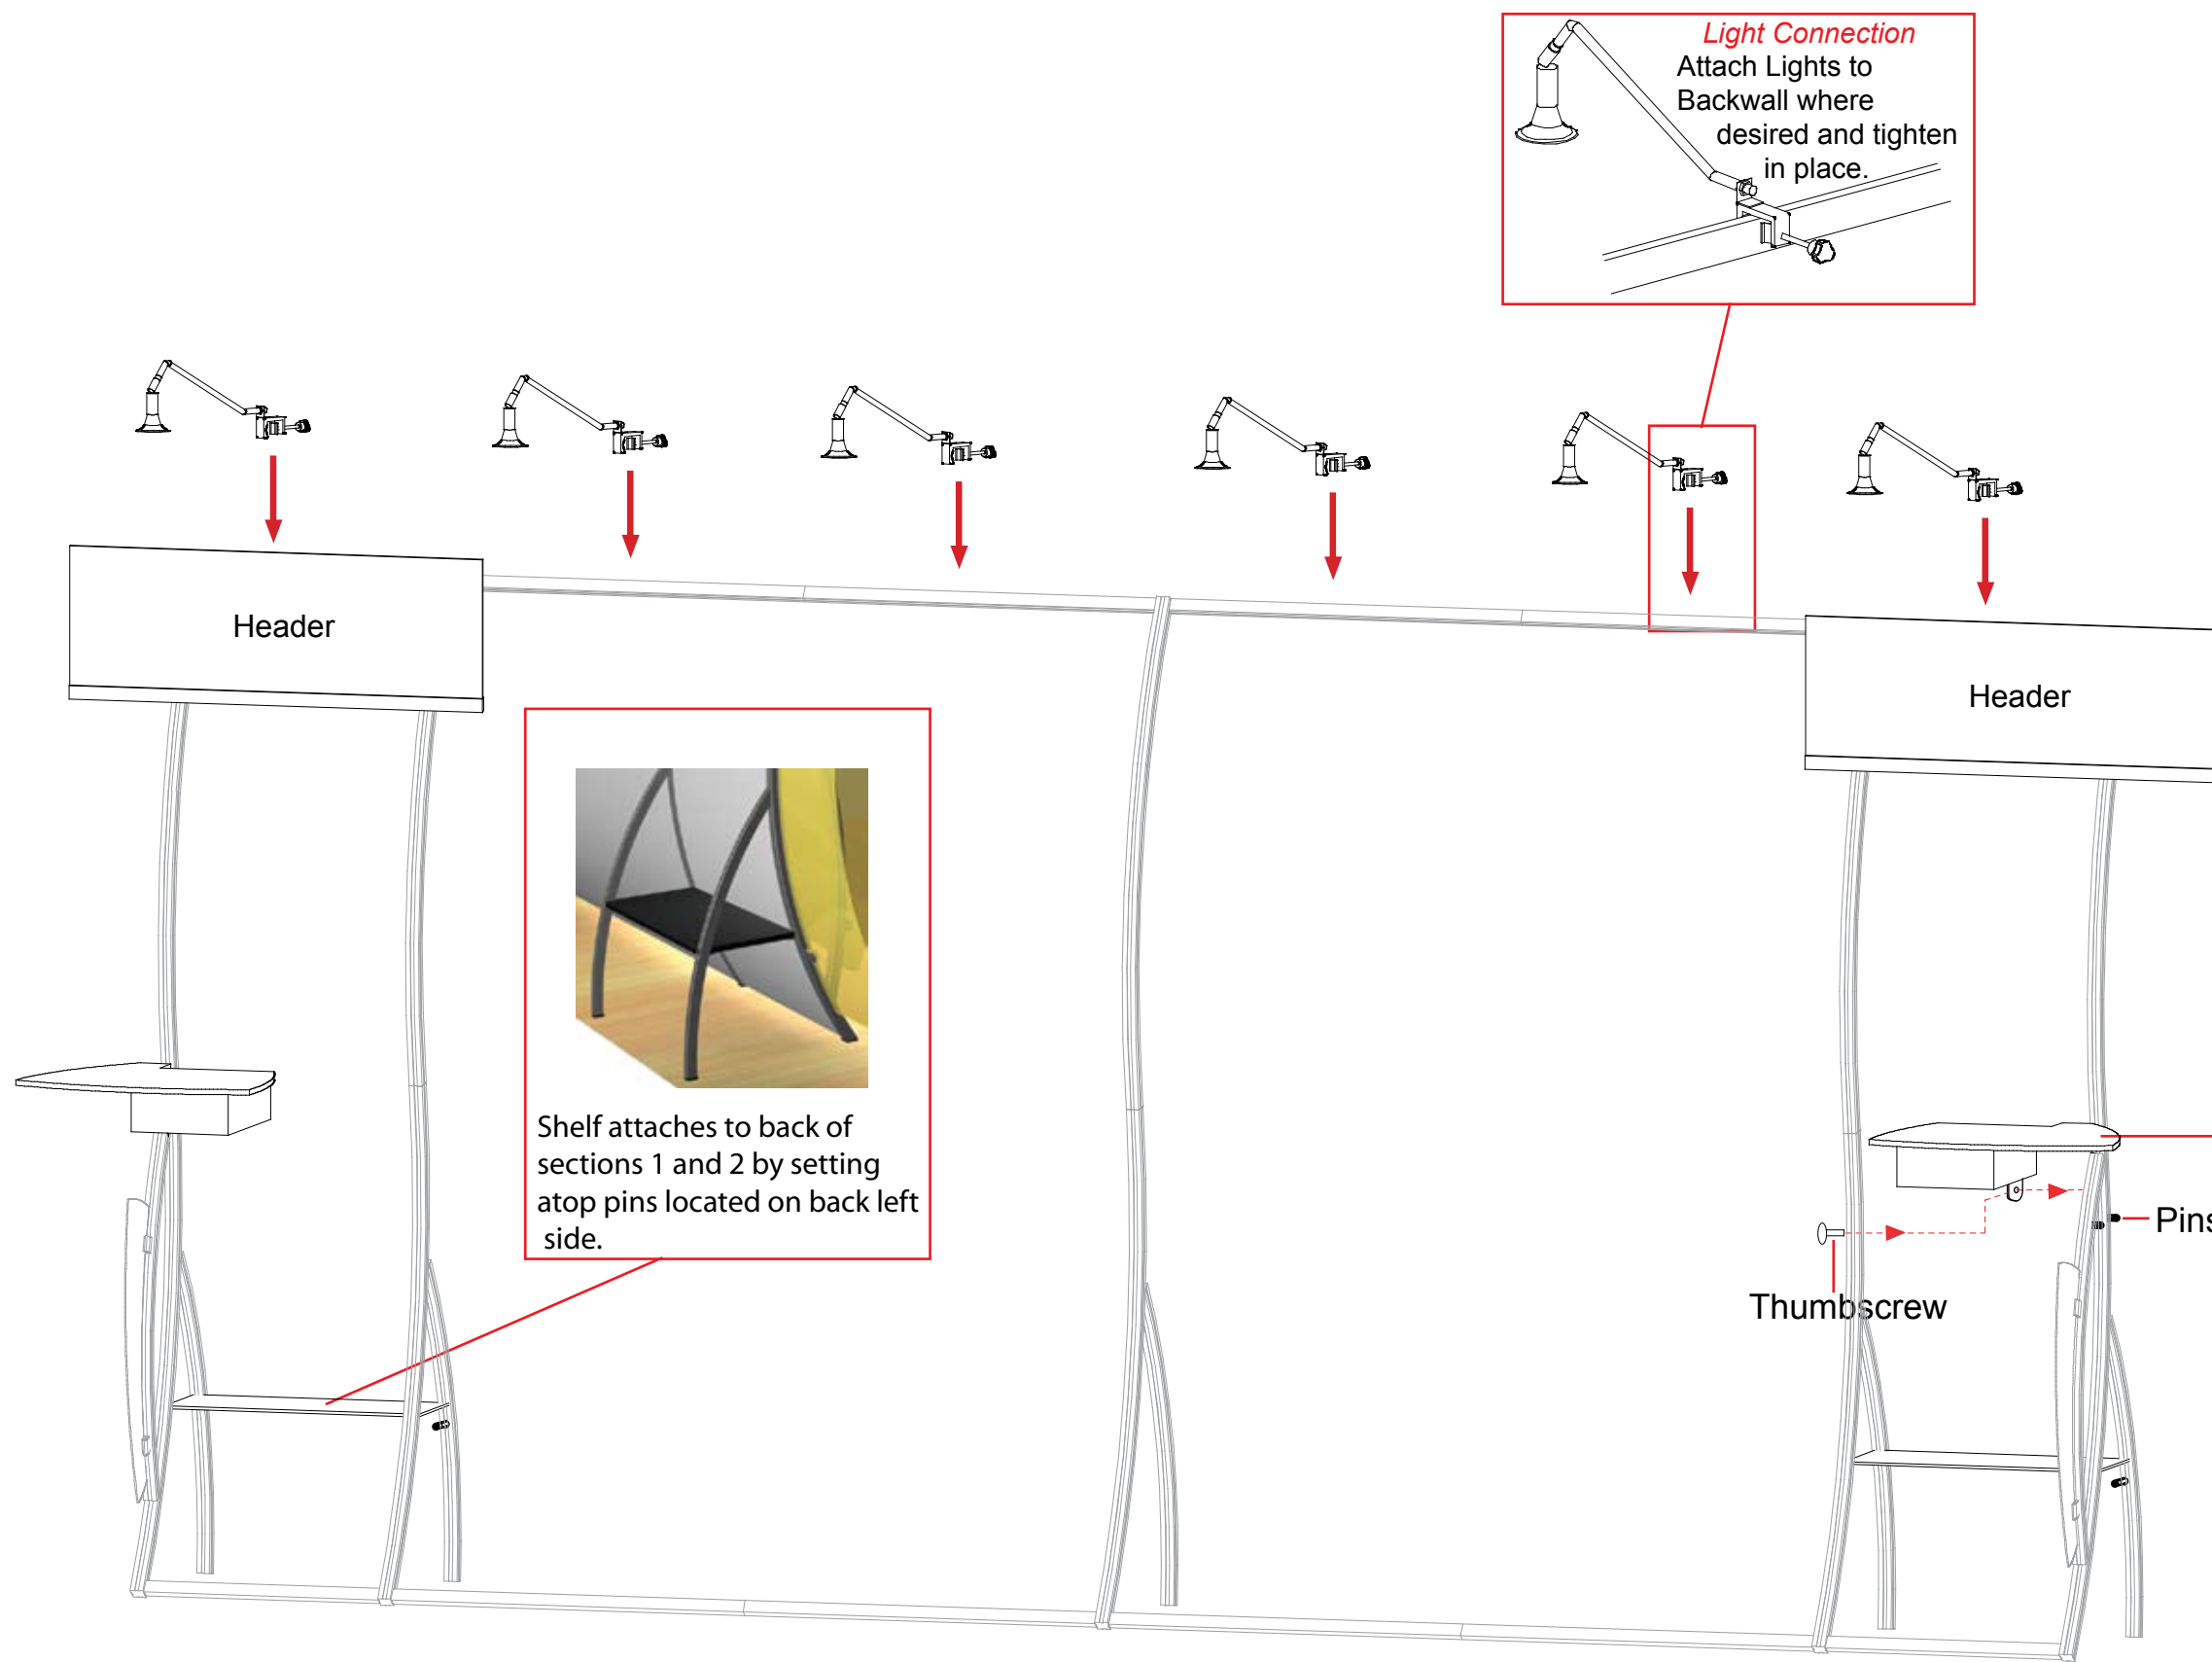 Light Connection
Attach Lights to
Backwall where
desired and tighten
in place.
Header
Header
Shelf attaches to back of
sections 1 and 2 by setting
atop pins located on back left
side.
Pins
Thumbscrew